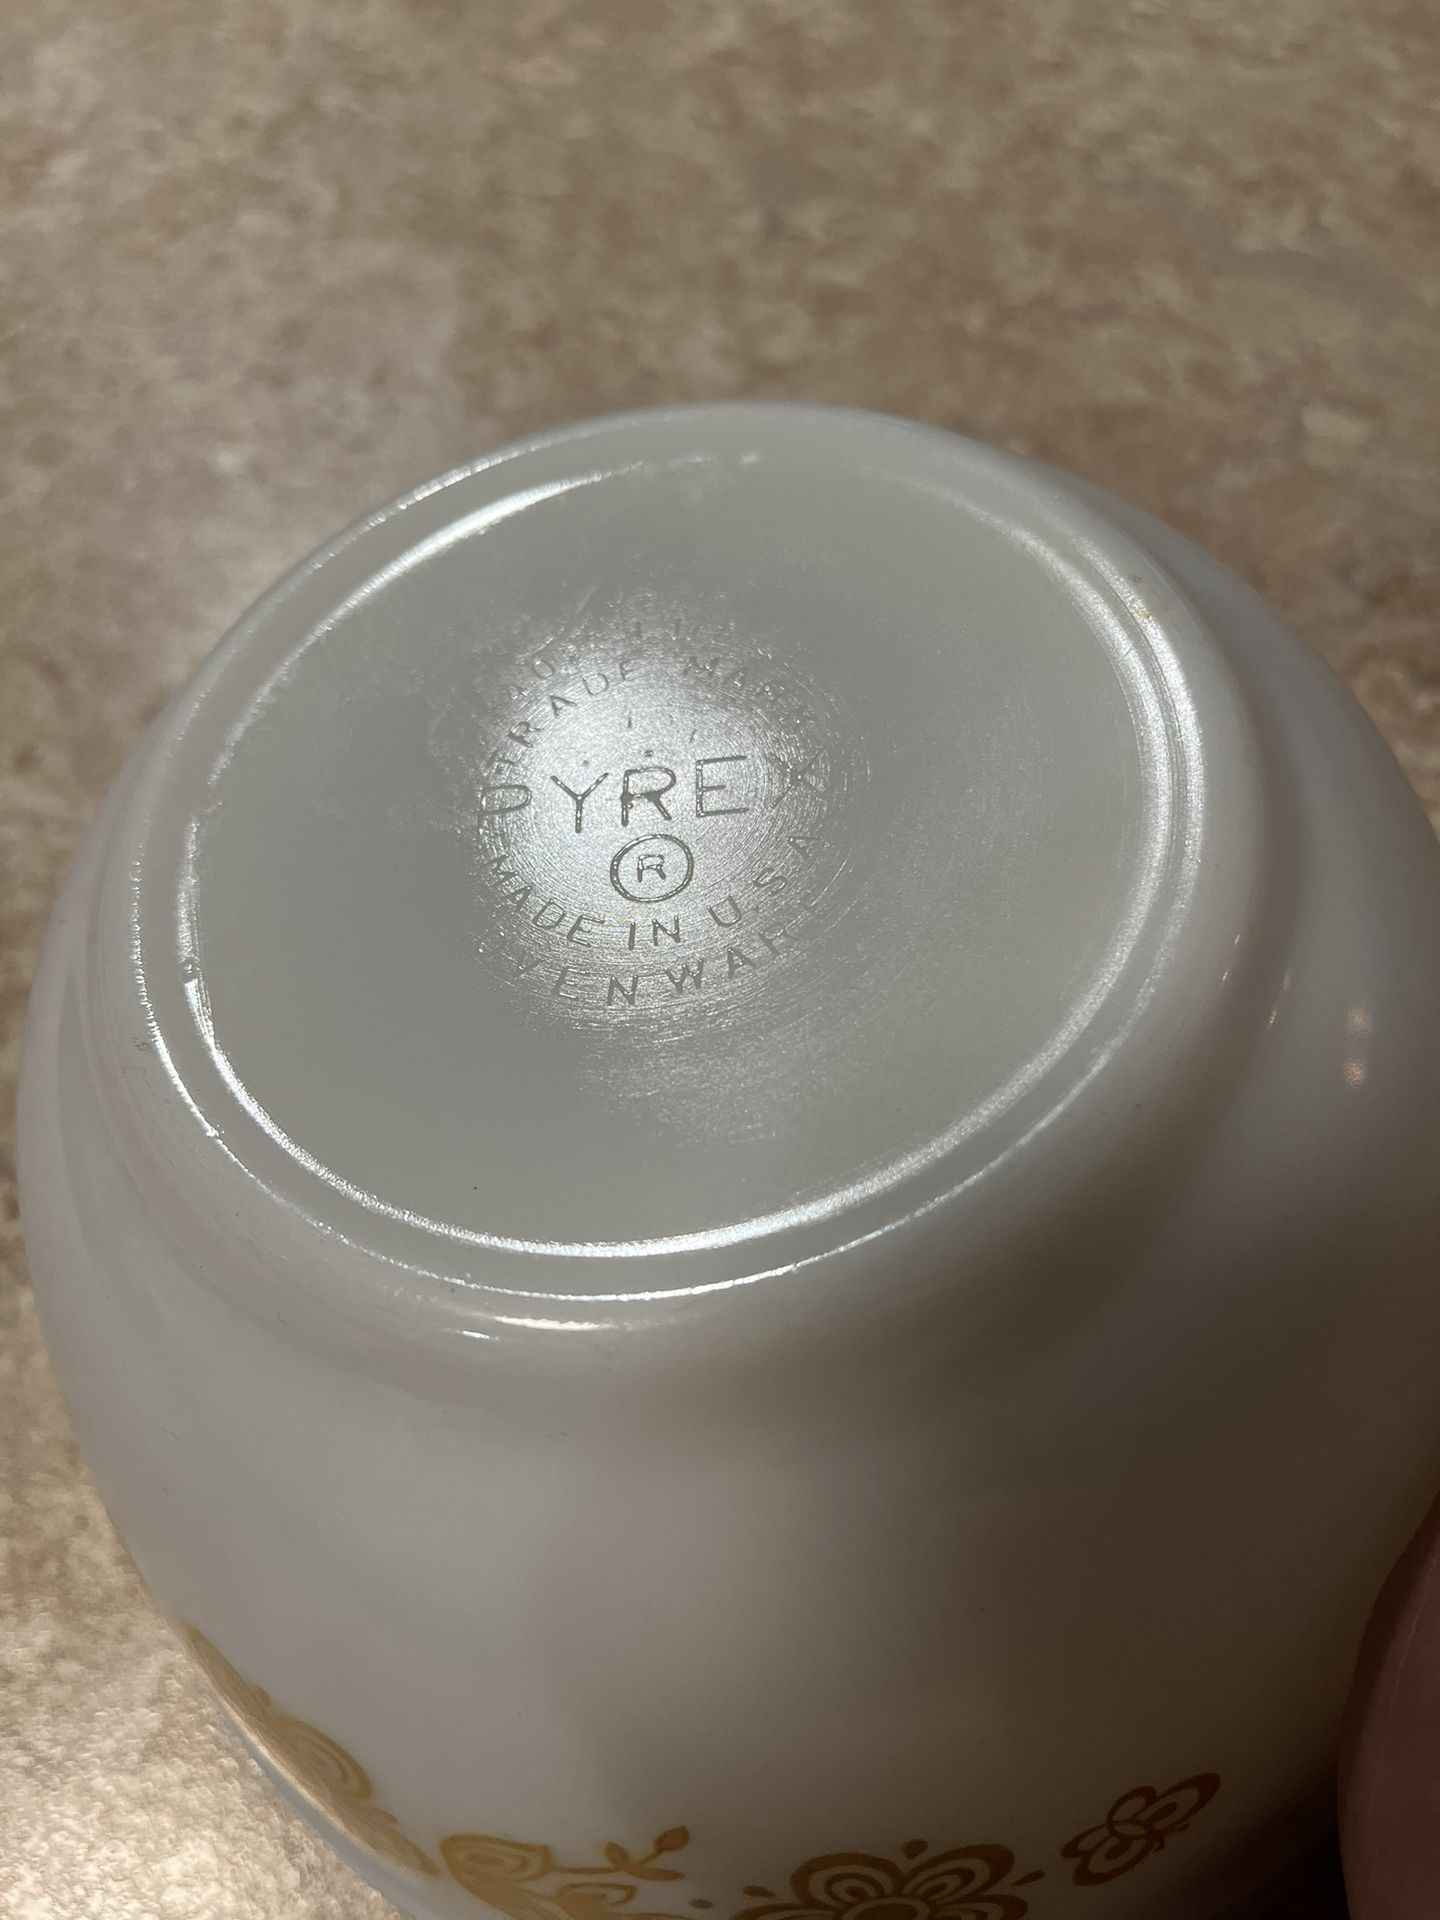 TRADE MARK
PYREX
®
MADE IN U.S.A.
OVENWARE